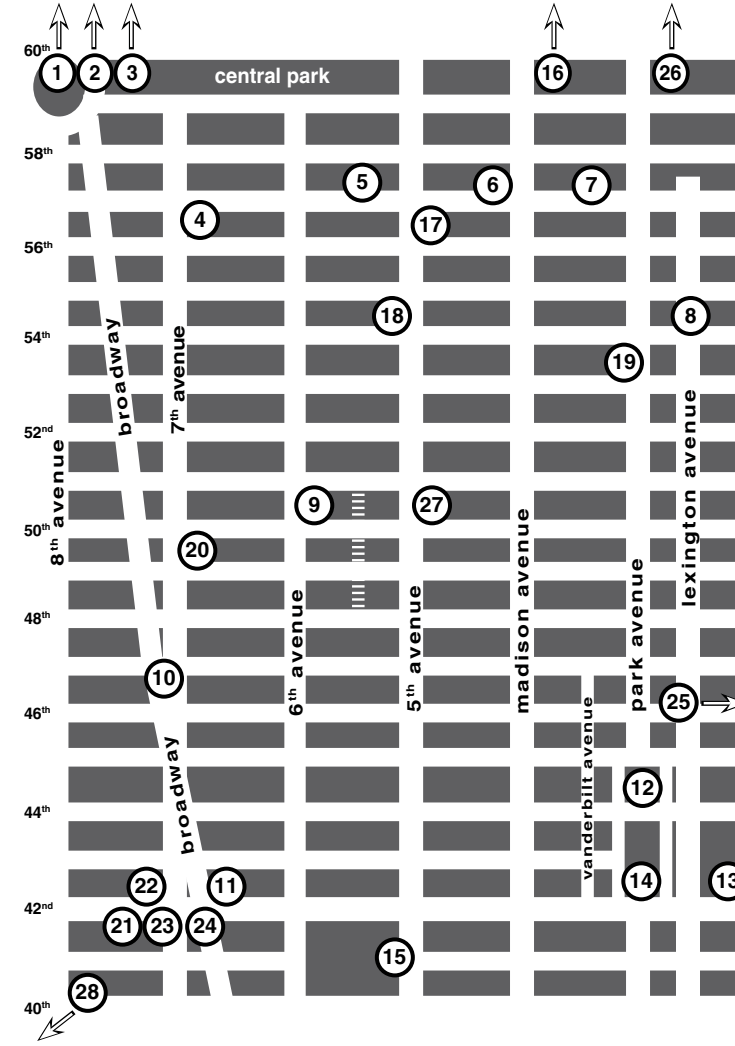 60th
1 2 3 central park 16 26
58th
5 6 7
4 17
56th
18 8
54th
19
broadway
7th avenue
52nd
lexington avenue
8th avenue
9 27
50th
20
madison avenue
park avenue
48th
6th avenue
5th avenue
10
25
46th
vanderbilt avenue
broadway
12
44th
22 11 14 13
42nd
21 23 24
15
28
40th